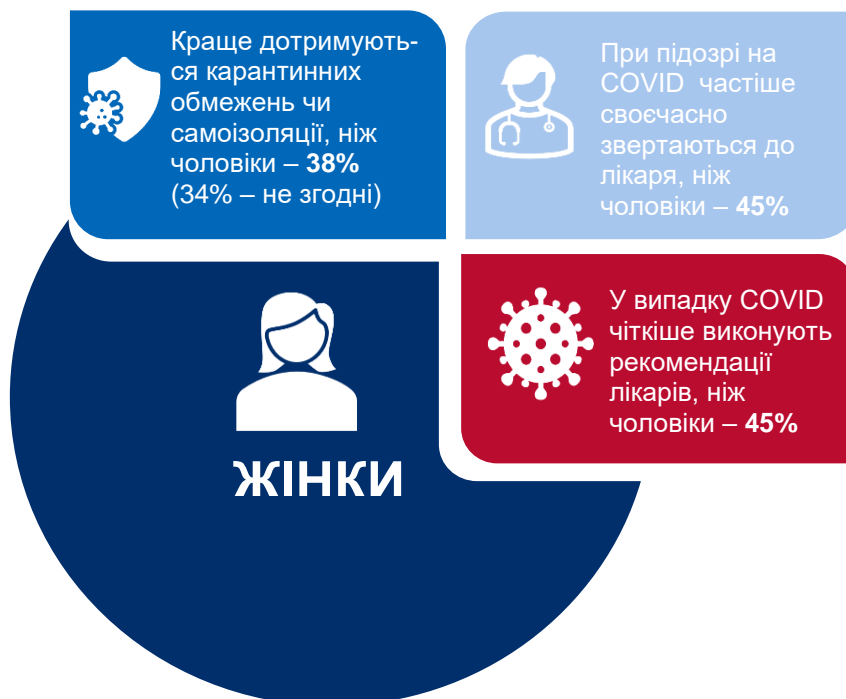 Краще дотримують-
ся карантинних
обмежень чи
самоізоляції, ніж
чоловіки – 38%
(34% – не згодні)
При підозрі на
COVID частіше
своєчасно
звертаються до
лікаря, ніж
чоловіки – 45%
У випадку COVID
чіткіше виконують
рекомендації
лікарів, ніж
чоловіки – 45%
ЖІНКИ